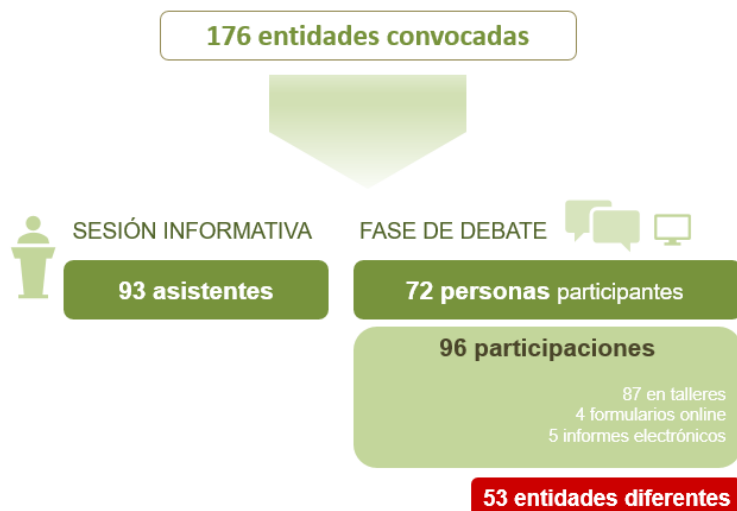 176 entidades convocadas
SESIÓN INFORMATIVA
93 asistentes
FASE DE DEBATE
72 personas participantes
96 participaciones
87 en talleres
4 formularios online
5 informes electrónicos
53 entidades diferentes